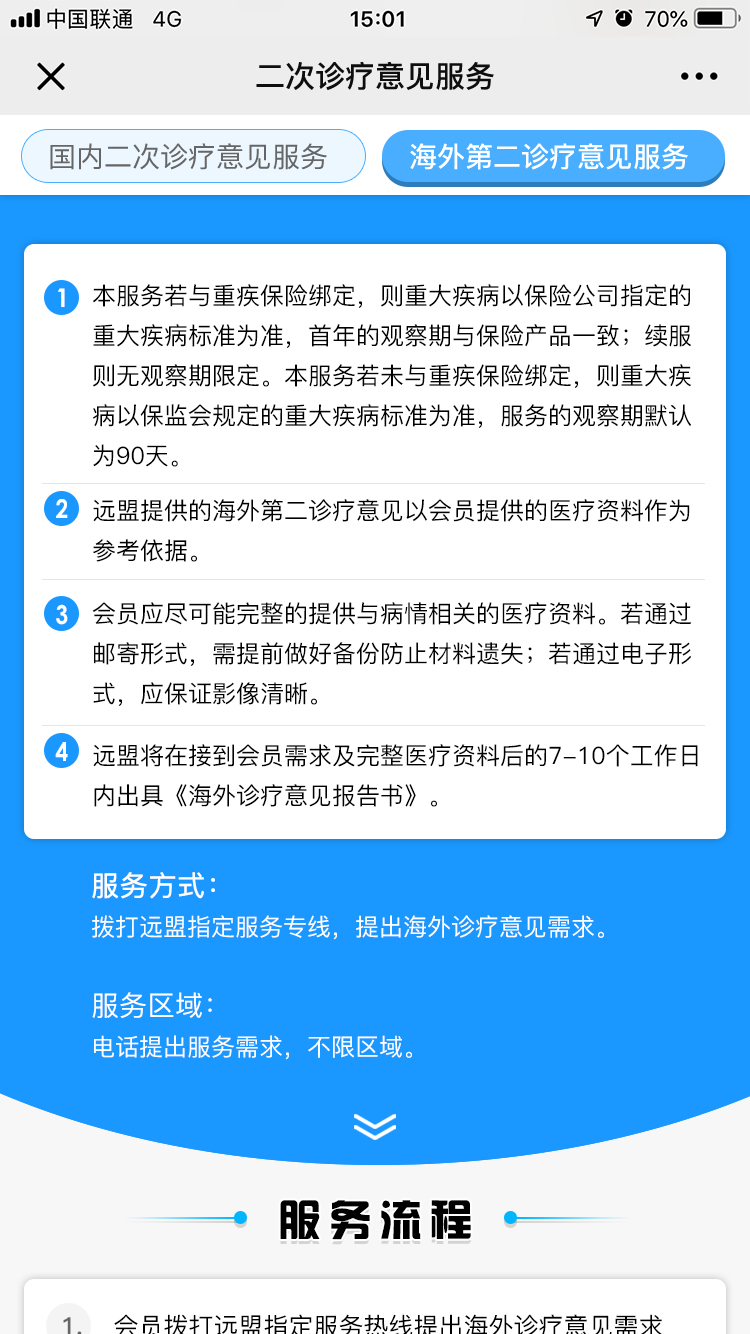 中国联通 4G 15:01 70%
二次诊疗意见服务
国内二次诊疗意见服务 海外第二诊疗意见服务
1 本服务若与重疾保险绑定，则重大疾病以保险公司指定的
重大疾病标准为准，首年的观察期与保险产品一致；续服
则无观察期限定。本服务若未与重疾保险绑定，则重大疾
病以保监会规定的重大疾病标准为准，服务的观察期默认
为90天。
2 远盟提供的海外第二诊疗意见以会员提供的医疗资料作为
参考依据。
3 会员应尽可能完整的提供与病情相关的医疗资料。若通过
邮寄形式，需提前做好备份防止材料遗失；若通过电子形
式，应保证影像清晰。
4 远盟将在接到会员需求及完整医疗资料后的7-10个工作日
内出具《海外诊疗意见报告书》。
服务方式：
拨打远盟指定服务专线，提出海外诊疗意见需求。
服务区域：
电话提出服务需求，不限区域。
服务流程
1. 会员拨打远盟指定服务热线提出海外诊疗意见需求